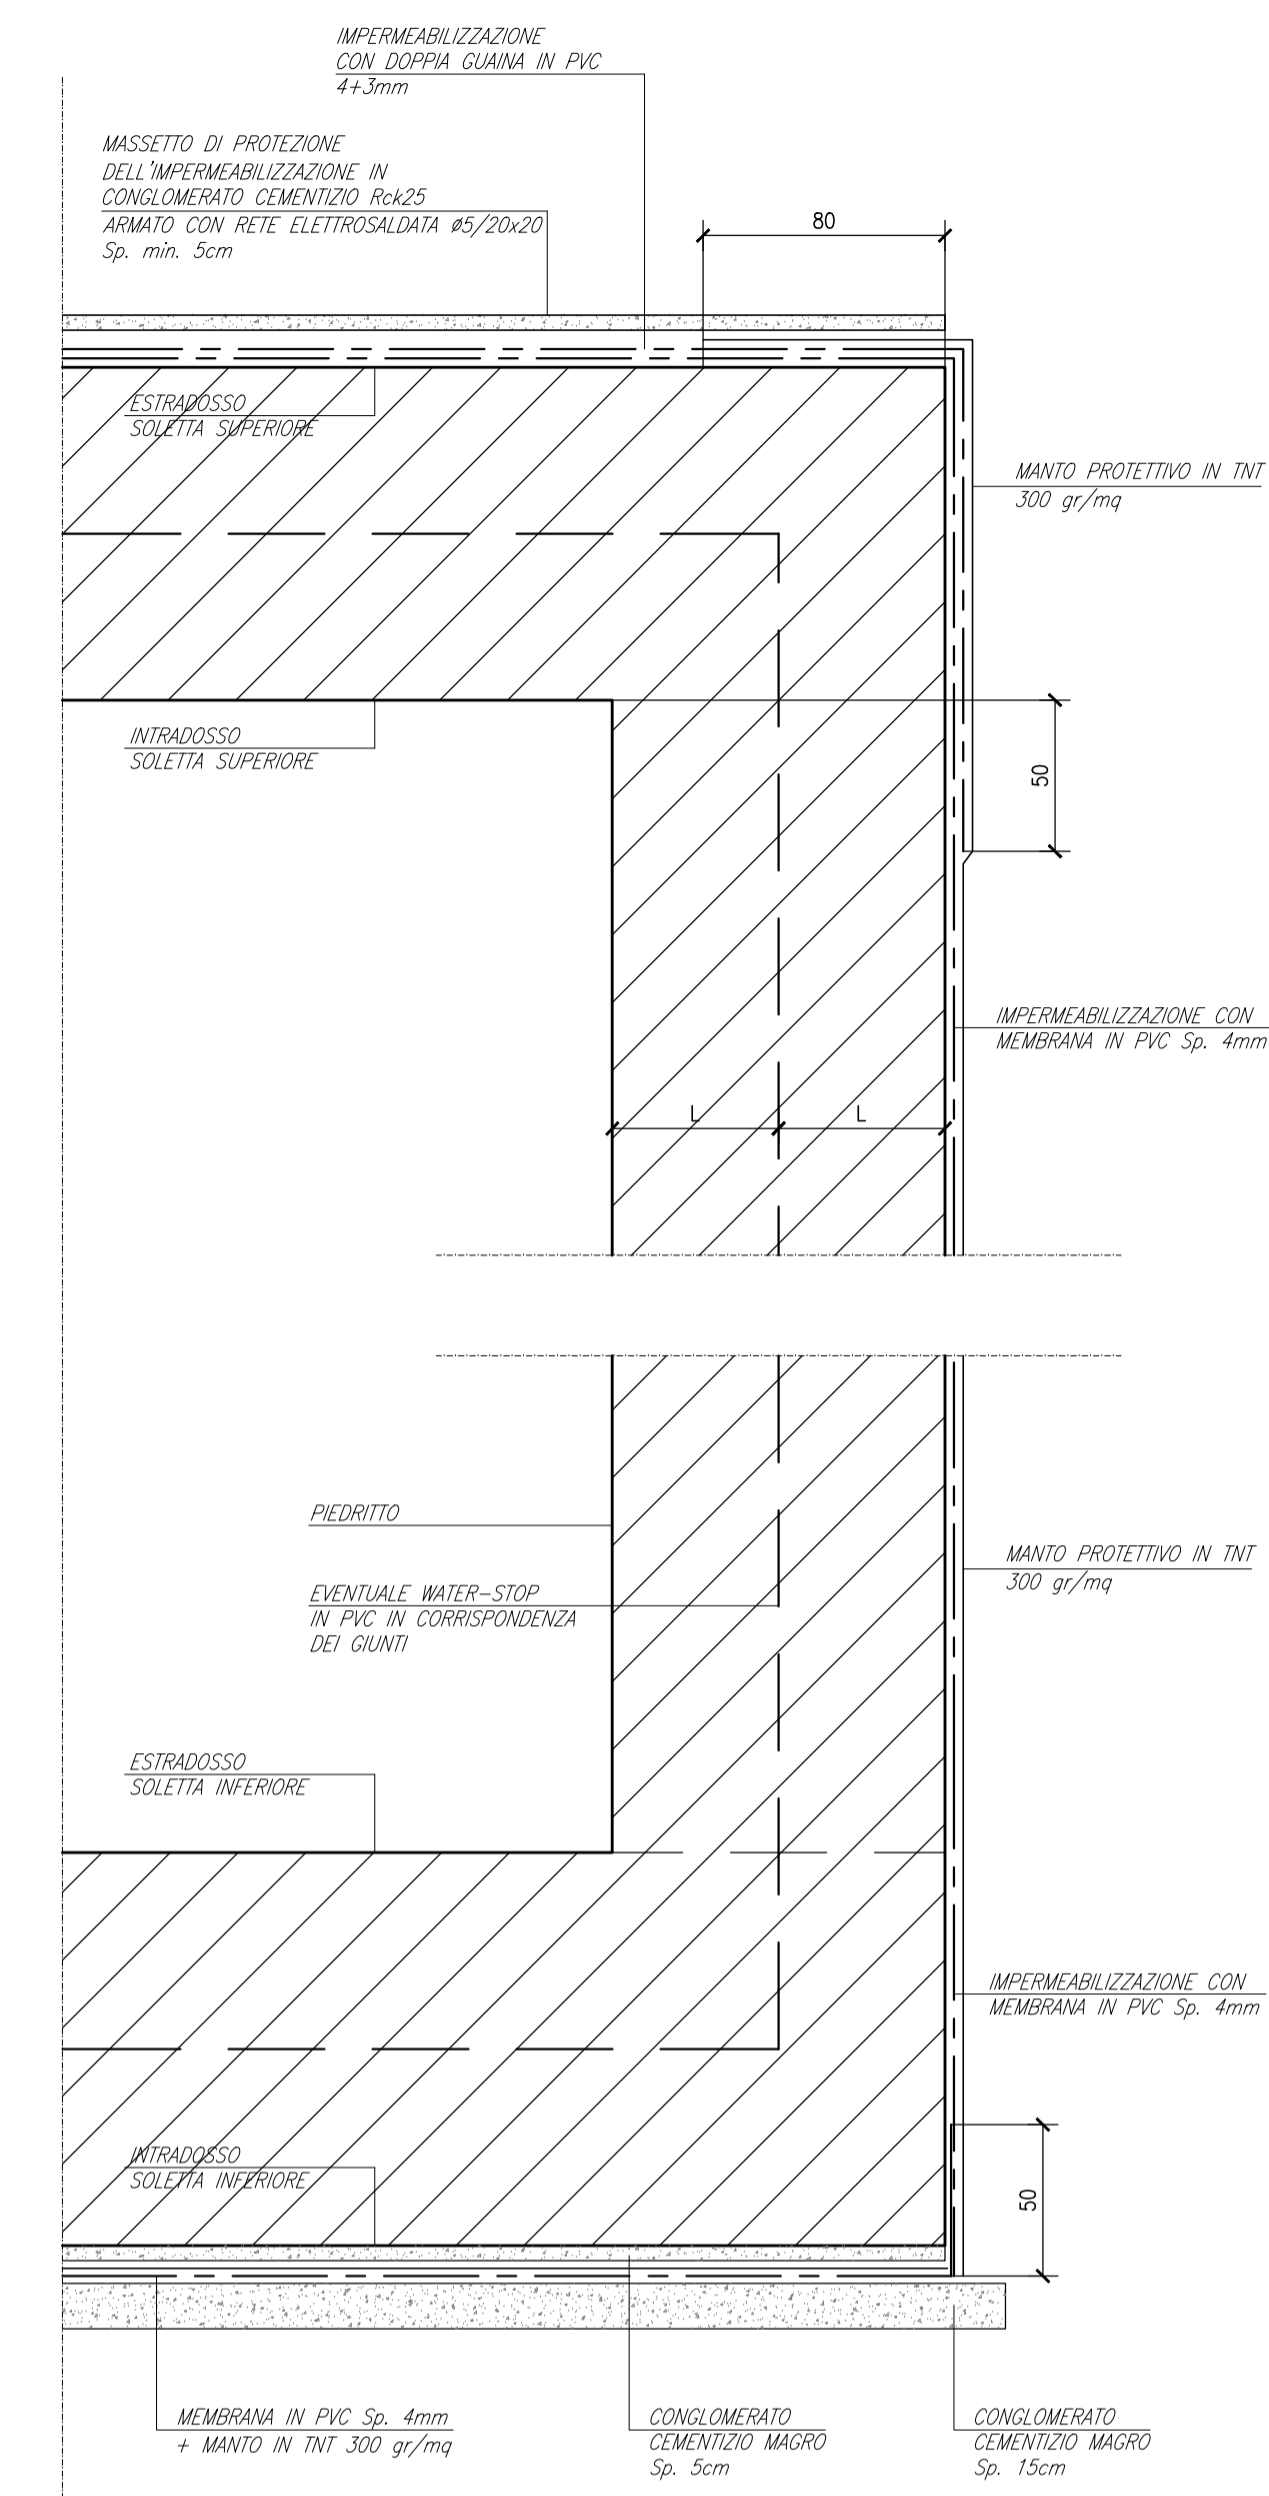 IMPERMEABILIZZAZIONE
CON DOPPIA GUAINA IN PVC
4+3mm
MASSETTO DI PROTEZIONE
DELL'IMPERMEABILIZZAZIONE IN
CONGLOMERATO CEMENTIZIO Rck25
ARMATO CON RETE ELETTROSALDATA ø5/20x20
Sp. min. 5cm
80
ESTRADOSSO
SOLETTA SUPERIORE
MANTO PROTETTIVO IN TNT
300 gr/mq
INTRADOSSO
SOLETTA SUPERIORE
50
IMPERMEABILIZZAZIONE CON
MEMBRANA IN PVC Sp. 4mm
L
L
PIEDRITTO
MANTO PROTETTIVO IN TNT
300 gr/mq
EVENTUALE WATER-STOP
IN PVC IN CORRISPONDENZA
DEI GIUNTI
ESTRADOSSO
SOLETTA INFERIORE
IMPERMEABILIZZAZIONE CON
MEMBRANA IN PVC Sp. 4mm
INTRADOSSO
SOLETTA INFERIORE
50
MEMBRANA IN PVC Sp. 4mm
+ MANTO IN TNT 300 gr/mq
CONGLOMERATO
CEMENTIZIO MAGRO
Sp. 5cm
CONGLOMERATO
CEMENTIZIO MAGRO
Sp. 15cm